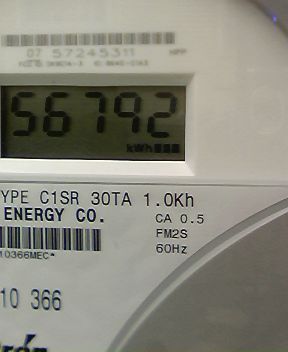 07 57245311
56792
kWh
YPE C1SR 30TA 1.0Kh
ENERGY CO.
CA 0.5
FM2S
60Hz
10366MEC*
10 366